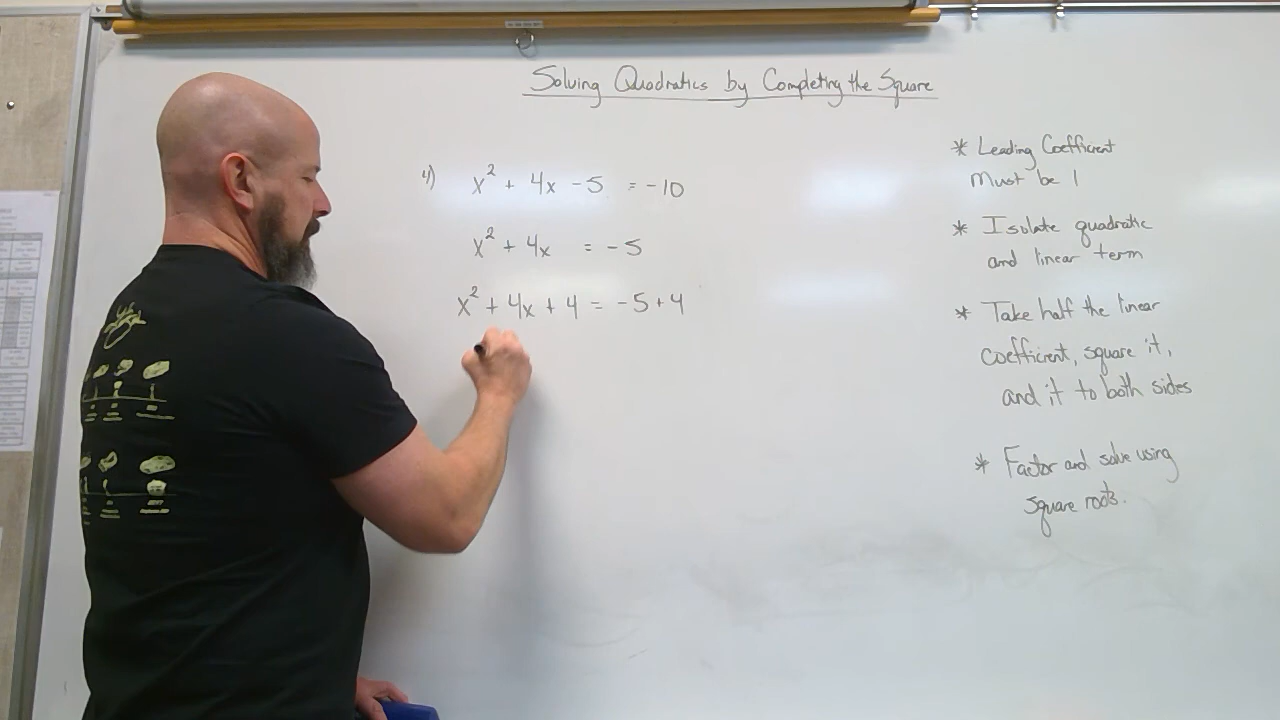 Solving Quadratics by Completing the Square
4) x² + 4x - 5 = -10
x² + 4x = -5
x² + 4x + 4 = -5 + 4
* Leading Coefficient
Must be 1
* Isolate quadratic
and linear term
* Take half the linear
coefficient, square it,
and it to both sides
* Factor and solve using
square roots.